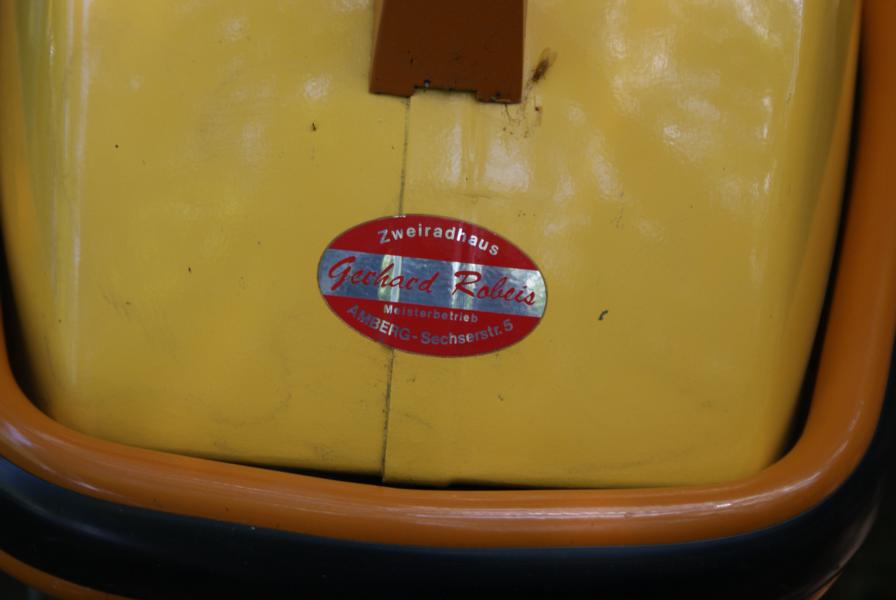 Zweiradhaus
Gerhard Robeis
Meisterbetrieb
AMBERG-Sechserstr. 5